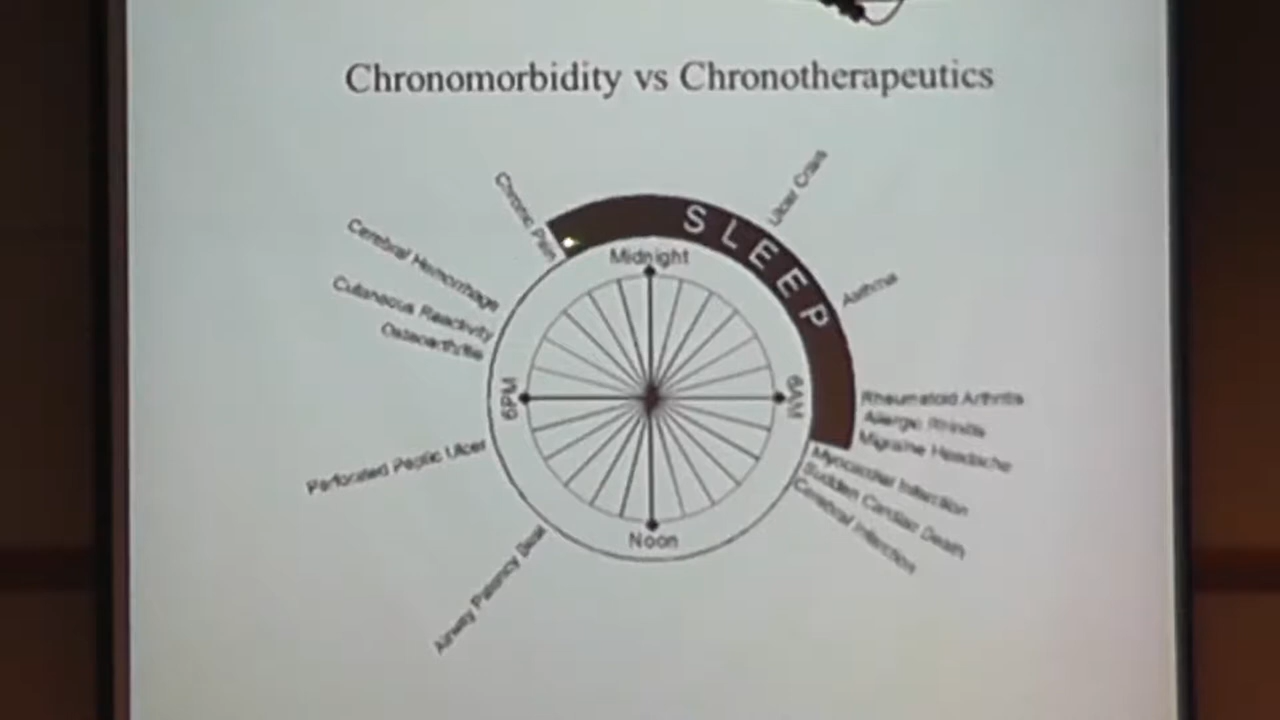 Chronomorbidity vs Chronotherapeutics
Chronic Pain
Ulcer Crisis
Cerebral Hemorrhage
SLEEP
Midnight
Asthma
Cutaneous Reactivity
Osteoarthritis
6PM
6AM
Rheumatoid Arthritis
Allergic Rhinitis
Migraine Headache
Perforated Peptic Ulcer
Myocardial Infarction
Sudden Cardiac Death
Cerebral Infarction
Noon
Airway Patency Best